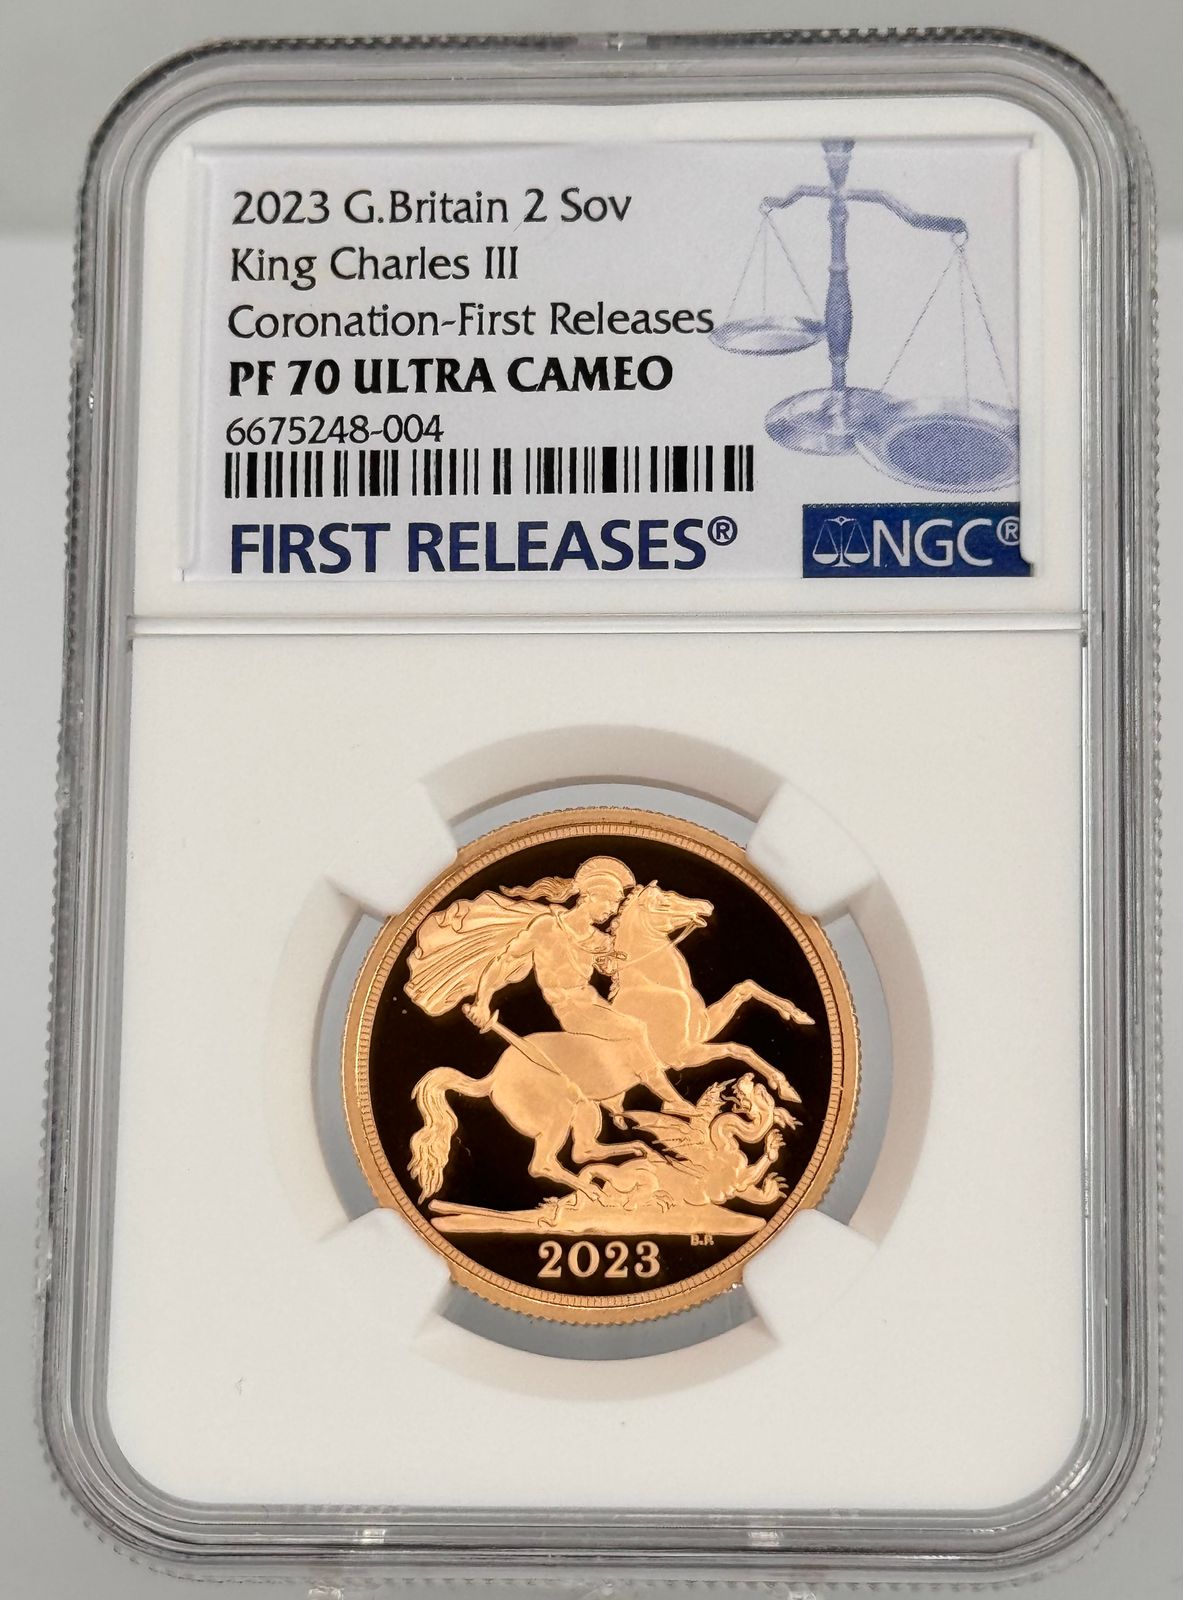 2023 G.Britain 2 Sov
King Charles III
Coronation-First Releases
PF 70 ULTRA CAMEO
6675248-004
FIRST RELEASES®
NGC®
B.P.
2023